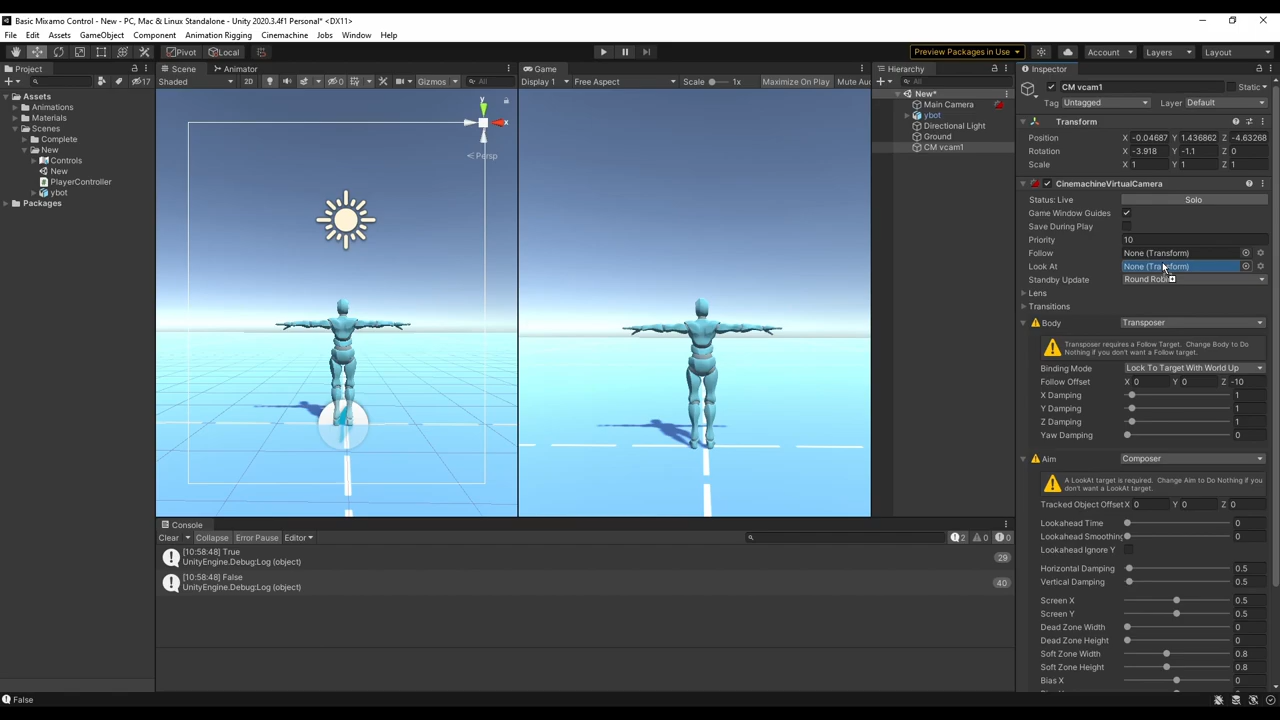 Basic Mixamo Control - New - PC, Mac & Linux Standalone - Unity 2020.3.4f1 Personal* <DX11>
File Edit Assets GameObject Component Animation Rigging Cinemachine Jobs Window Help
Pivot Local Preview Packages in Use Account Layers Layout
Project
17
Assets
Animations
Materials
Scenes
Complete
New
Controls
New
PlayerController
ybot
Packages
Scene Animator
Shaded 2D 0 Gizmos All
y
x
Persp
Game
Display 1 Free Aspect Scale 1x Maximize On Play Mute Au
Hierarchy
All
New*
Main Camera
ybot
Directional Light
Ground
CM vcam1
Console
Clear Collapse Error Pause Editor 2 0 0
[10:58:48] True
UnityEngine.Debug:Log (object)
29
[10:58:48] False
UnityEngine.Debug:Log (object)
40
False
Inspector
CM vcam1 Static
Tag Untagged Layer Default
Transform
Position X -0.04687 Y 1.436862 Z -4.63268
Rotation X -3.918 Y -1.1 Z 0
Scale X 1 Y 1 Z 1
CinemachineVirtualCamera
Status: Live Solo
Game Window Guides
Save During Play
Priority 10
Follow None (Transform)
Look At None (Transform)
Standby Update Round Robin
Lens
Transitions
Body Transposer
Transposer requires a Follow Target. Change Body to Do
Nothing if you don't want a Follow target.
Binding Mode Lock To Target With World Up
Follow Offset X 0 Y 0 Z -10
X Damping 1
Y Damping 1
Z Damping 1
Yaw Damping 0
Aim Composer
A LookAt target is required. Change Aim to Do Nothing if you
don't want a LookAt target.
Tracked Object Offset X 0 Y 0 Z 0
Lookahead Time 0
Lookahead Smoothing 0
Lookahead Ignore Y
Horizontal Damping 0.5
Vertical Damping 0.5
Screen X 0.5
Screen Y 0.5
Dead Zone Width 0
Dead Zone Height 0
Soft Zone Width 0.8
Soft Zone Height 0.8
Bias X 0